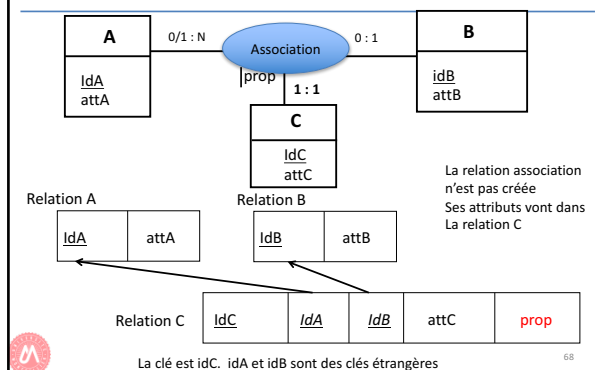 A
0/1 : N
Association
0 : 1
B
IdA
attA
prop
1 : 1
idB
attB
C
IdC
attC
La relation association
n'est pas créée
Ses attributs vont dans
La relation C
Relation A
Relation B
IdA
attA
IdB
attB
Relation C
IdC
IdA
IdB
attC
prop
La clé est idC. idA et idB sont des clés étrangères
68